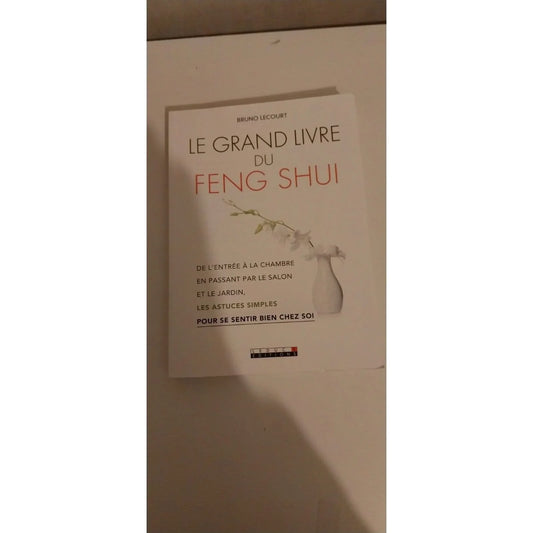 BRUNO LECOURT
LE GRAND LIVRE
DU
FENG SHUI
DE L'ENTRÉE À LA CHAMBRE
EN PASSANT PAR LE SALON
ET LE JARDIN,
LES ASTUCES SIMPLES
POUR SE SENTIR BIEN CHEZ SOI
ÉDITIONS